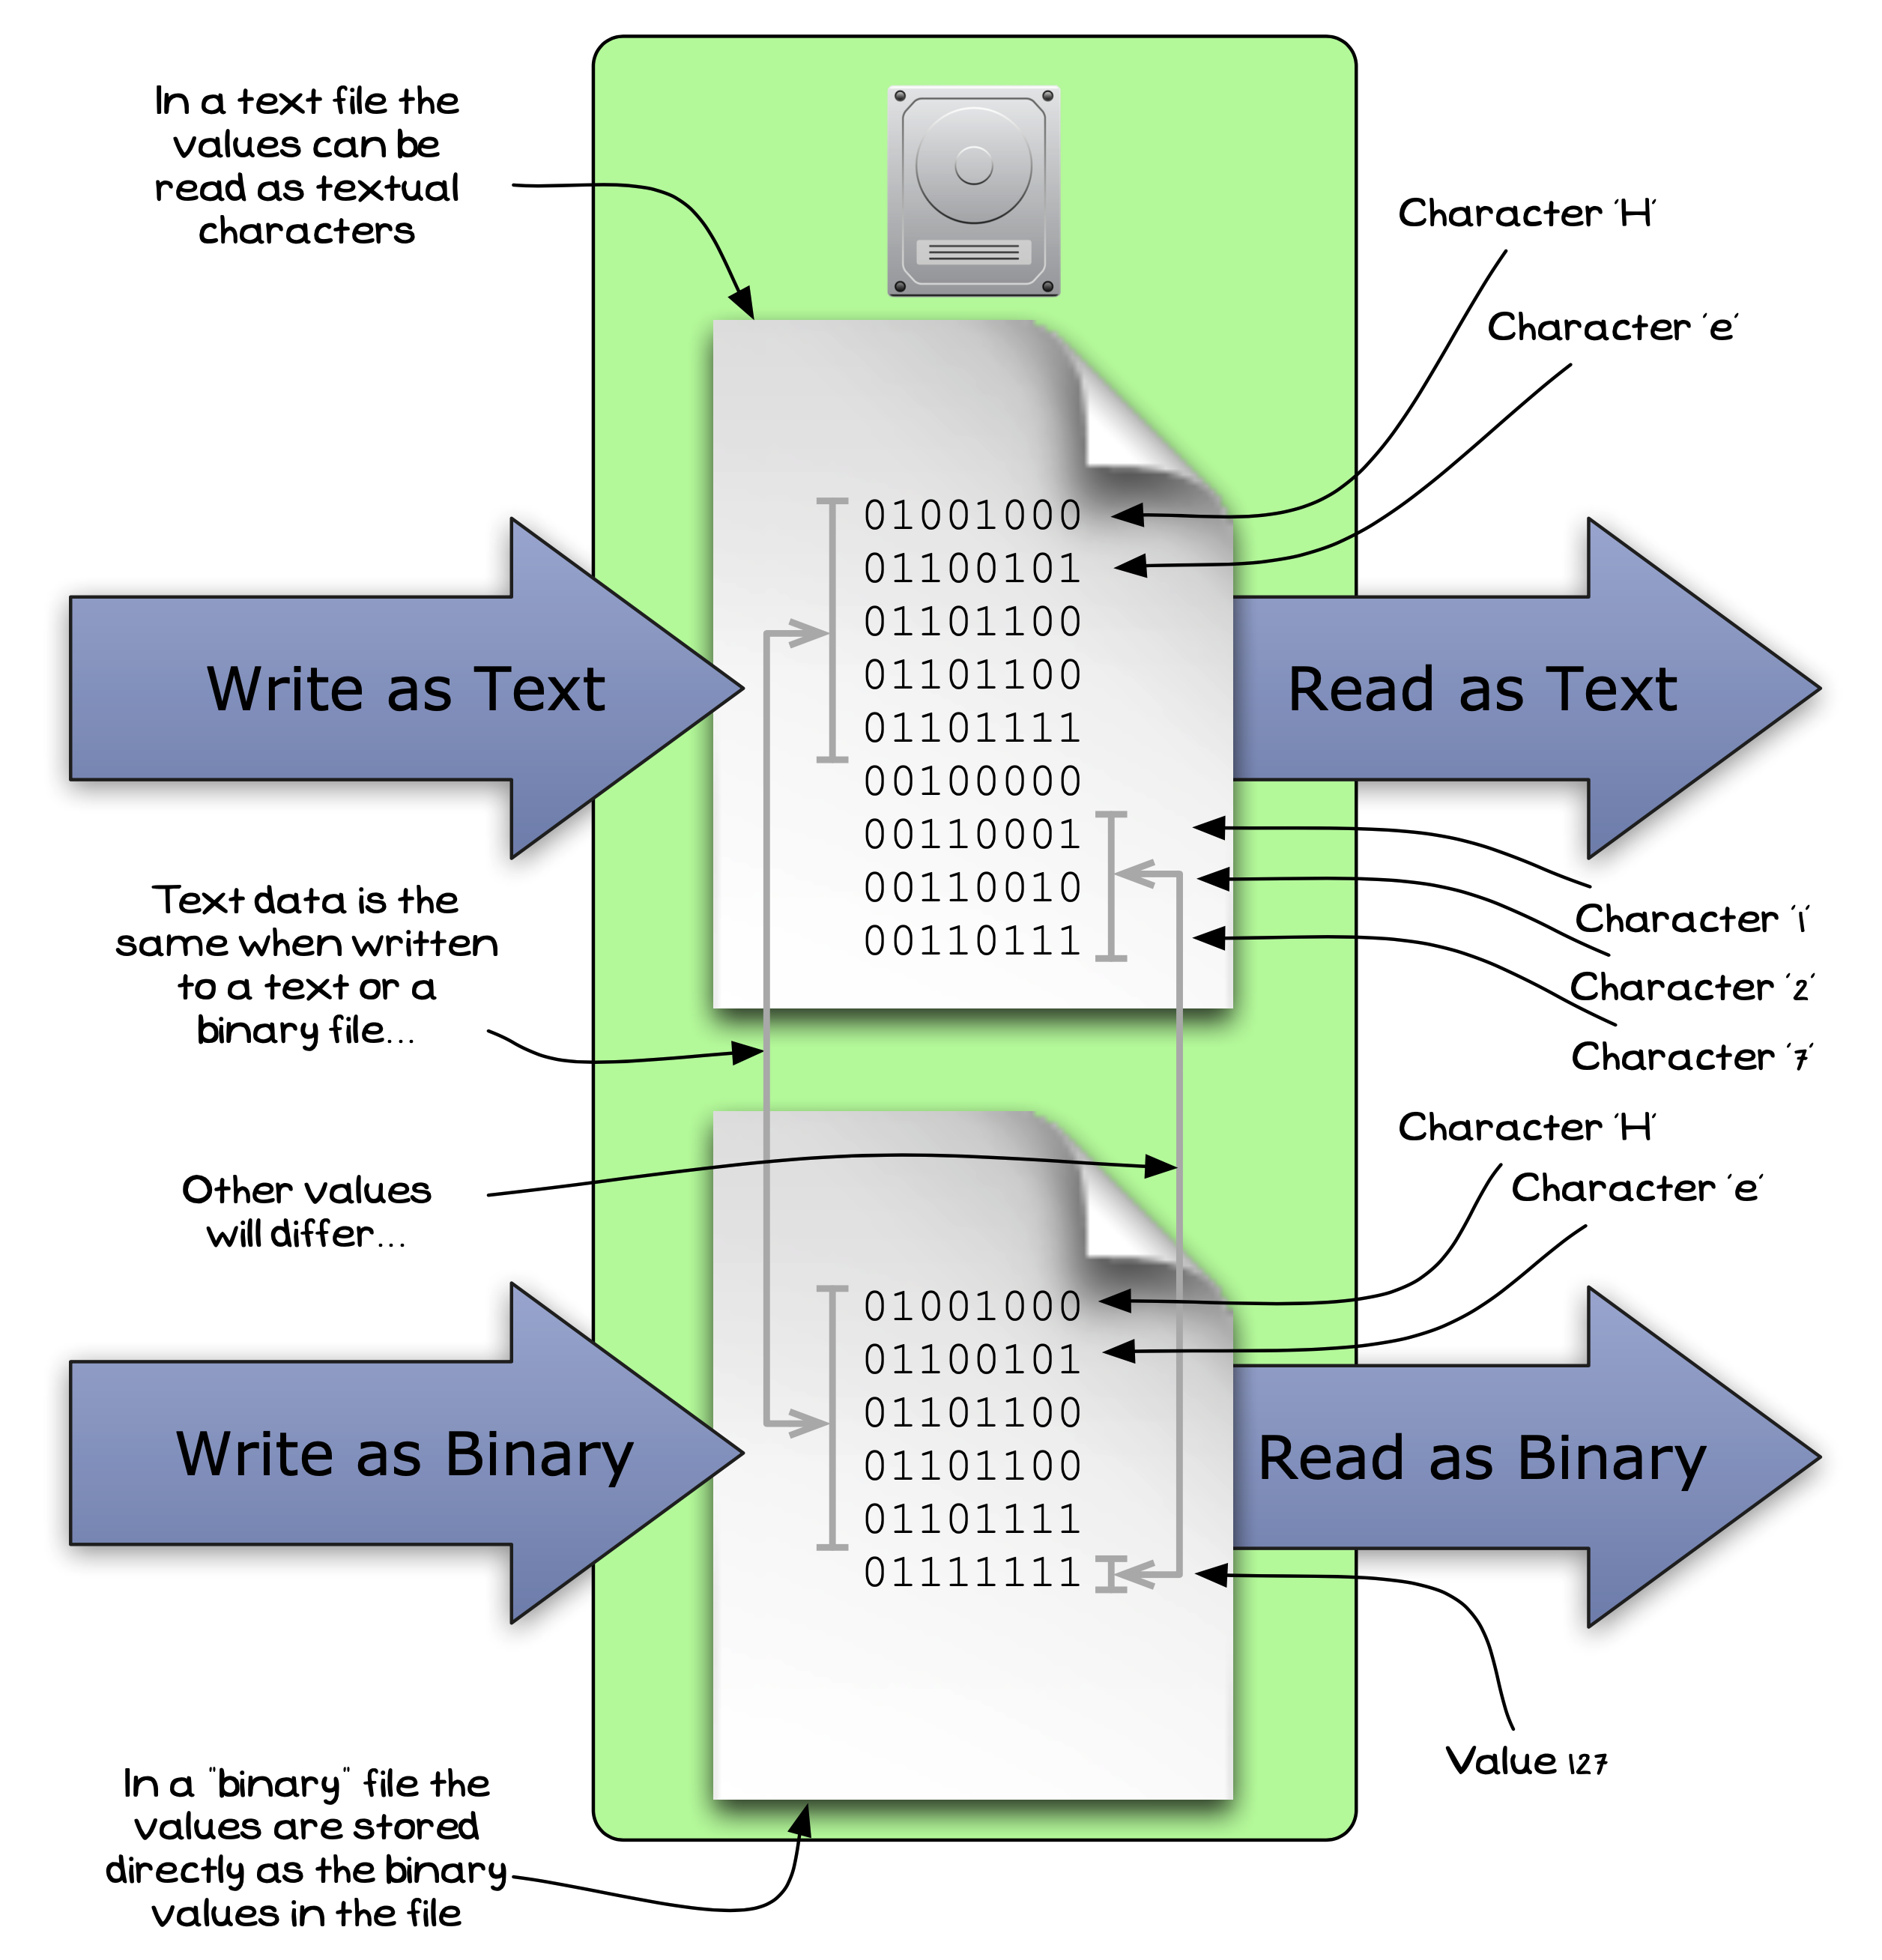 In a text file the
values can be
read as textual
characters
Character 'H'
Character 'e'
01001000
01100101
01101100
01101100
01101111
00100000
00110001
00110010
00110111
Write as Text
Read as Text
Character '1'
Character '2'
Character '7'
Text data is the
same when written
to a text or a
binary file...
Other values
will differ...
Character 'H'
Character 'e'
01001000
01100101
01101100
01101100
01101111
01111111
Write as Binary
Read as Binary
Value 127
In a "binary" file the
values are stored
directly as the binary
values in the file